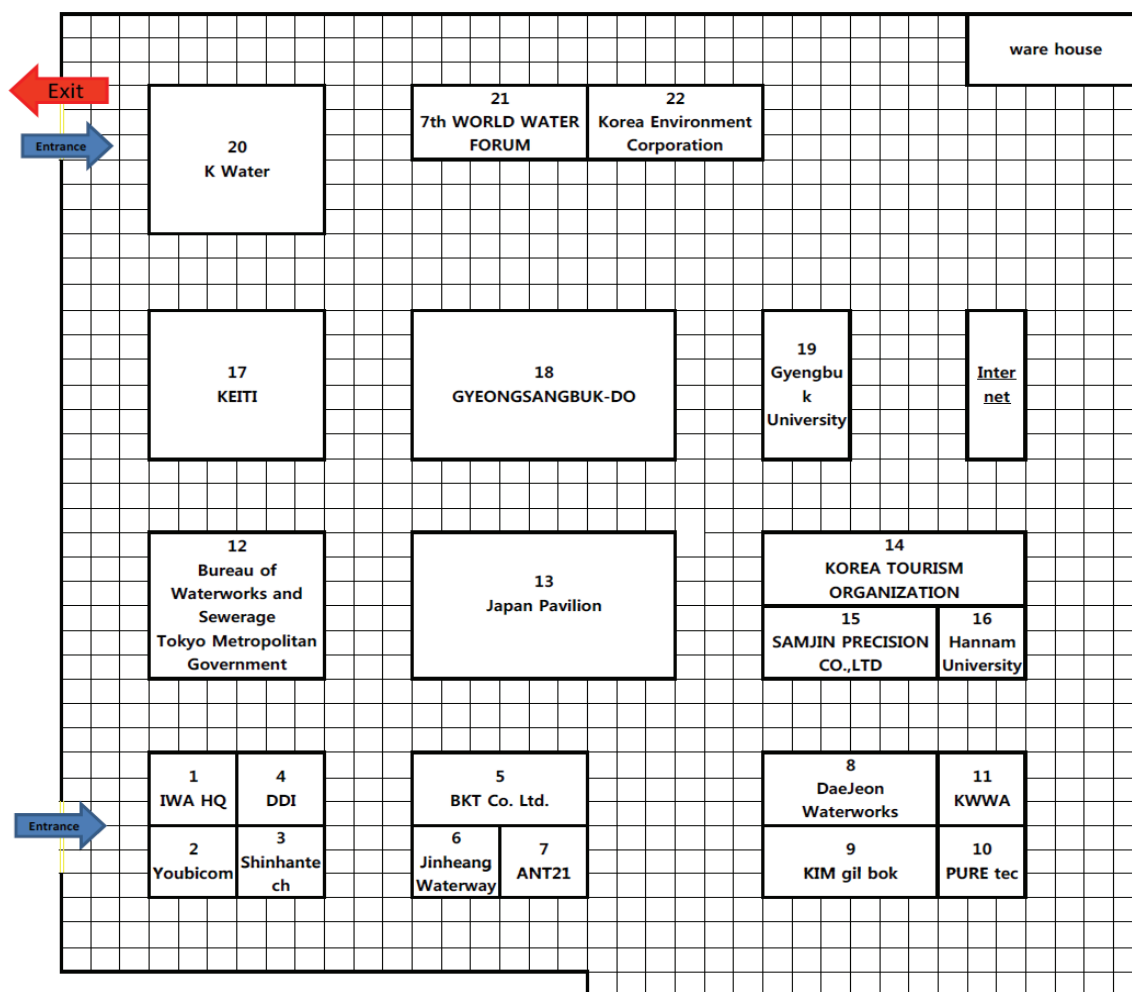 ware house
Exit
Entrance
20
K Water
21
7th WORLD WATER
FORUM
22
Korea Environment
Corporation
17
KEITI
18
GYEONGSANGBUK-DO
19
Gyengbu
k
University
Inter
net
12
Bureau of
Waterworks and
Sewerage
Tokyo Metropolitan
Government
13
Japan Pavilion
14
KOREA TOURISM
ORGANIZATION
15
SAMJIN PRECISION
CO.,LTD
16
Hannam
University
1
IWA HQ
4
DDI
5
BKT Co. Ltd.
8
DaeJeon
Waterworks
11
KWWA
Entrance
2
Youbicom
3
Shinhante
ch
6
Jinheang
Waterway
7
ANT21
9
KIM gil bok
10
PURE tec